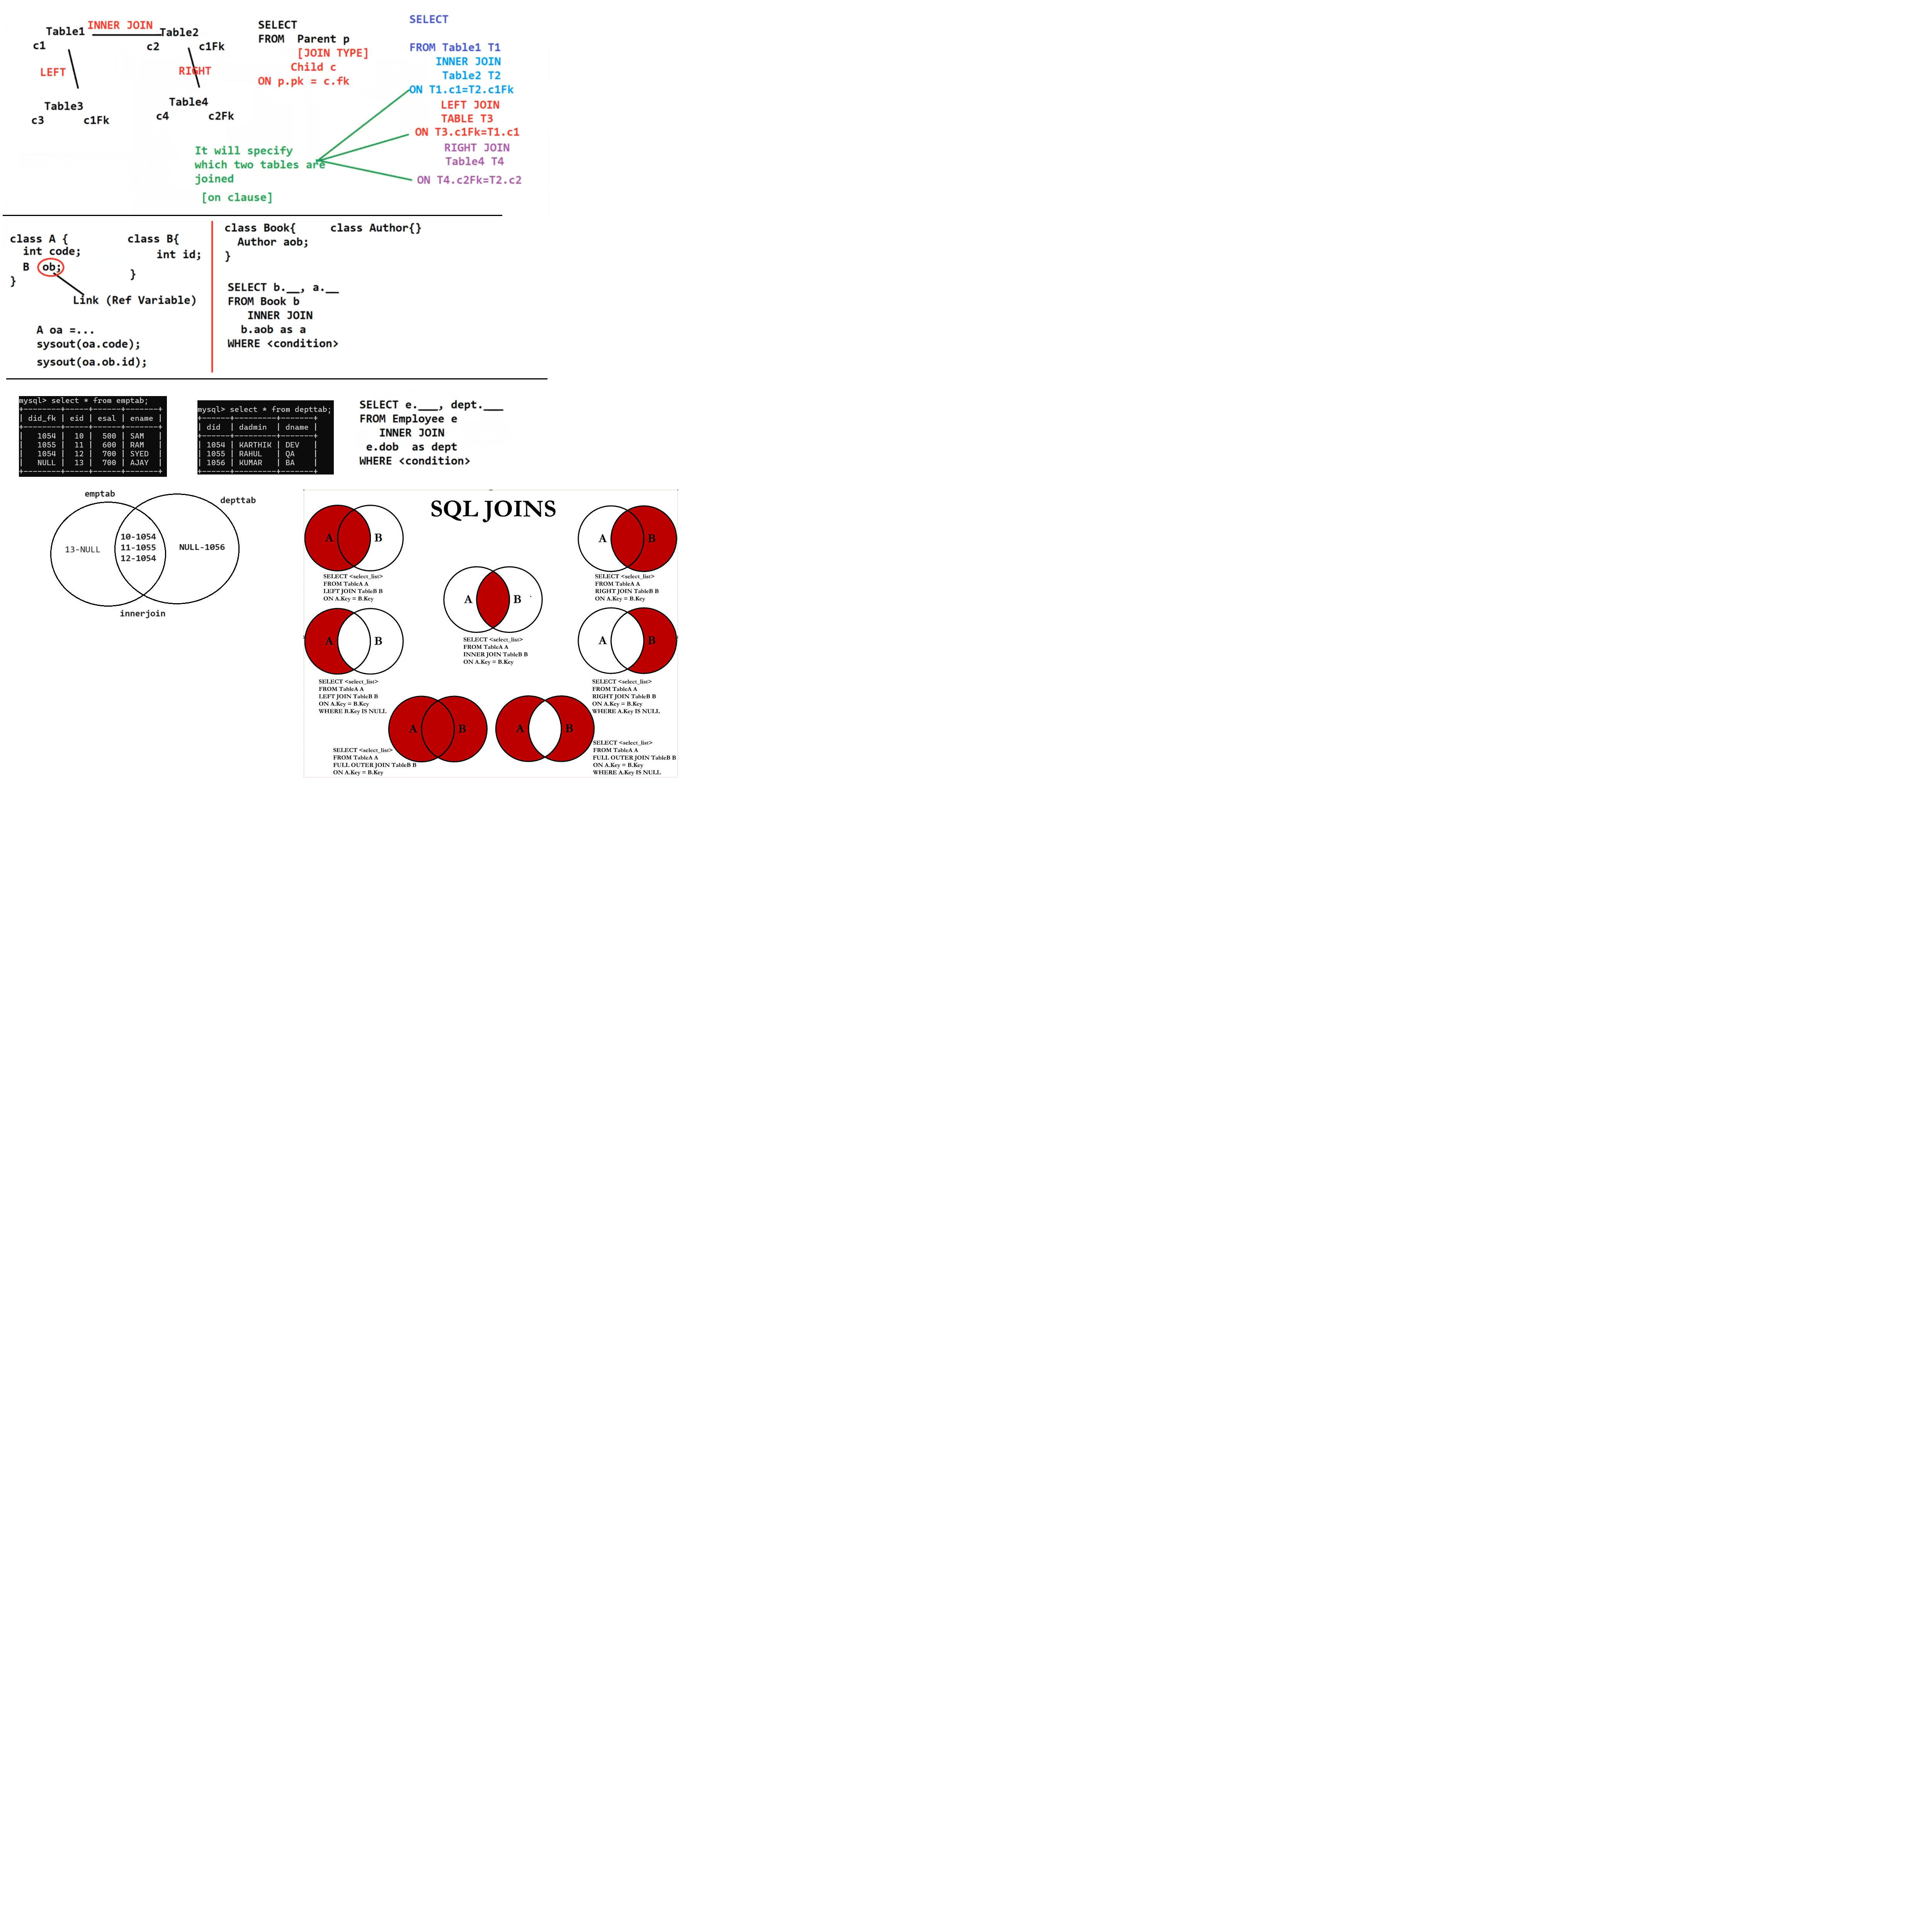 Table1 INNER JOIN Table2
c1 c2 c1Fk
LEFT RIGHT
Table3 Table4
c3 c1Fk c4 c2Fk
SELECT
FROM Parent p
[JOIN TYPE]
Child c
ON p.pk = c.fk
SELECT
FROM Table1 T1
INNER JOIN
Table2 T2
ON T1.c1=T2.c1Fk
LEFT JOIN
TABLE T3
ON T3.c1Fk=T1.c1
RIGHT JOIN
Table4 T4
ON T4.c2Fk=T2.c2
It will specify
which two tables are
joined
[on clause]
class A {
int code;
B ob;
}
class B{
int id;
}
Link (Ref Variable)
A oa =...
sysout(oa.code);
sysout(oa.ob.id);
class Book{ class Author{}
Author aob;
}
SELECT b.__, a.__
FROM Book b
INNER JOIN
b.aob as a
WHERE <condition>
mysql> select * from emptab;
+--------+-----+------+-------+
| did_fk | eid | esal | ename |
+--------+-----+------+-------+
| 1054 | 10 | 500 | SAM |
| 1055 | 11 | 600 | RAM |
| 1054 | 12 | 700 | SYED |
| NULL | 13 | 700 | AJAY |
+--------+-----+------+-------+
mysql> select * from depttab;
+------+---------+-------+
| did | dadmin | dname |
+------+---------+-------+
| 1054 | KARTHIK | DEV |
| 1055 | RAHUL | QA |
| 1056 | KUMAR | BA |
+------+---------+-------+
SELECT e.___, dept.___
FROM Employee e
INNER JOIN
e.dob as dept
WHERE <condition>
emptab
depttab
13-NULL
10-1054
11-1055
12-1054
NULL-1056
innerjoin
SQL JOINS
A B
SELECT <select_list>
FROM TableA A
LEFT JOIN TableB B
ON A.Key = B.Key
A B
SELECT <select_list>
FROM TableA A
RIGHT JOIN TableB B
ON A.Key = B.Key
A B
SELECT <select_list>
FROM TableA A
INNER JOIN TableB B
ON A.Key = B.Key
A B
SELECT <select_list>
FROM TableA A
LEFT JOIN TableB B
ON A.Key = B.Key
WHERE B.Key IS NULL
A B
SELECT <select_list>
FROM TableA A
RIGHT JOIN TableB B
ON A.Key = B.Key
WHERE A.Key IS NULL
A B
SELECT <select_list>
FROM TableA A
FULL OUTER JOIN TableB B
ON A.Key = B.Key
A B
SELECT <select_list>
FROM TableA A
FULL OUTER JOIN TableB B
ON A.Key = B.Key
WHERE A.Key IS NULL